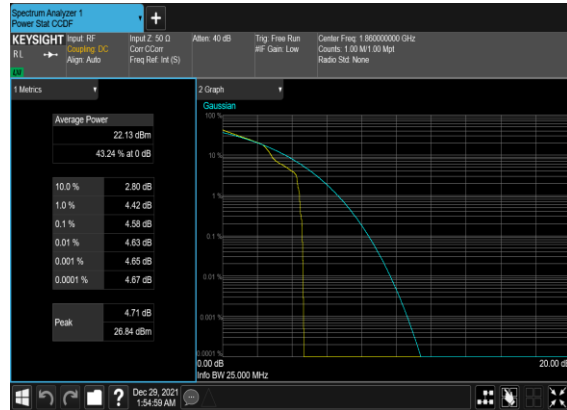 Spectrum Analyzer 1
Power Stat CCDF
+
KEYSIGHT
RL
Input: RF
Coupling: DC
Align: Auto
Input Z: 50 Ω
Corr CCorr
Freq Ref: Int (S)
Atten: 40 dB
Trig: Free Run
#IF Gain: Low
Center Freq: 1.860000000 GHz
Counts: 1.00 M/1.00 Mpt
Radio Std: None
1 Metrics
Average Power
22.13 dBm
43.24 % at 0 dB
10.0 % 2.80 dB
1.0 % 4.42 dB
0.1 % 4.58 dB
0.01 % 4.63 dB
0.001 % 4.65 dB
0.0001 % 4.67 dB
Peak
4.71 dB
26.84 dBm
2 Graph
Gaussian
100 %
10 %
1 %
0.1 %
0.01 %
0.001 %
0.0001 %
0.00 dB
20.00 dB
Info BW 25.000 MHz
?
Dec 29, 2021
1:54:59 AM